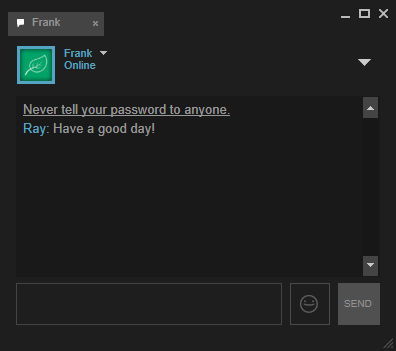 Frank
Frank
Online
Never tell your password to anyone.
Ray: Have a good day!
SEND